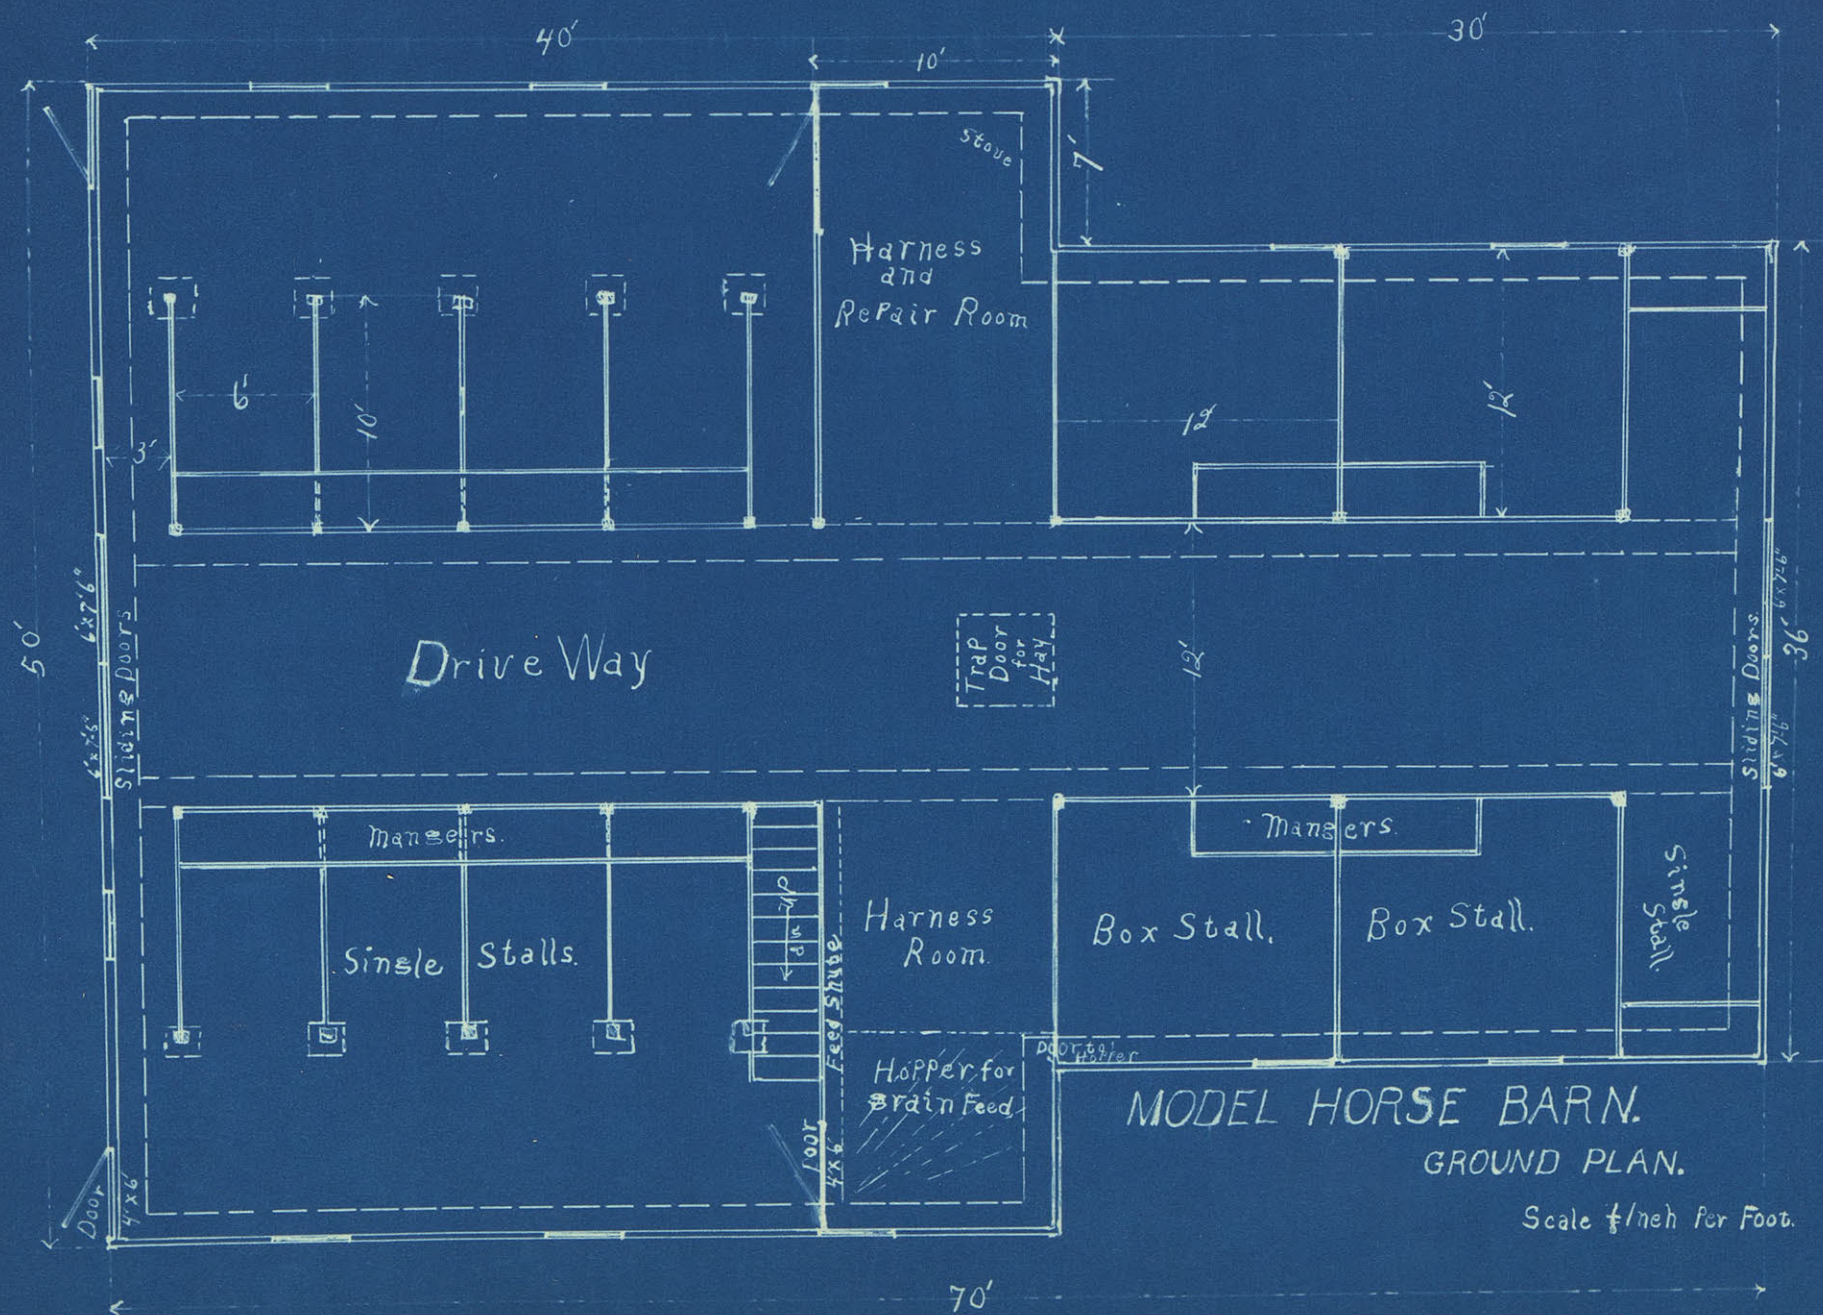 40'
30'
10'
7'
Stove
Harness
and
Repair Room
6'
10'
3'
12'
12'
50'
6'x7'6"
6'x7'6"
Sliding Doors
Drive Way
Trap
Door
for
Hay
12'
Sliding Doors
6'x7'6"
6'x7'6"
36'
Mangers.
Mangers.
Single Stalls.
up
Feed Shute
Harness
Room.
Box Stall.
Box Stall.
Single
Stall.
Door to
Hopper
Hopper for
grain Feed
Door
4'x6'
Door
4'x6'
MODEL HORSE BARN.
GROUND PLAN.
Inch Per Foot.
Scale
70'